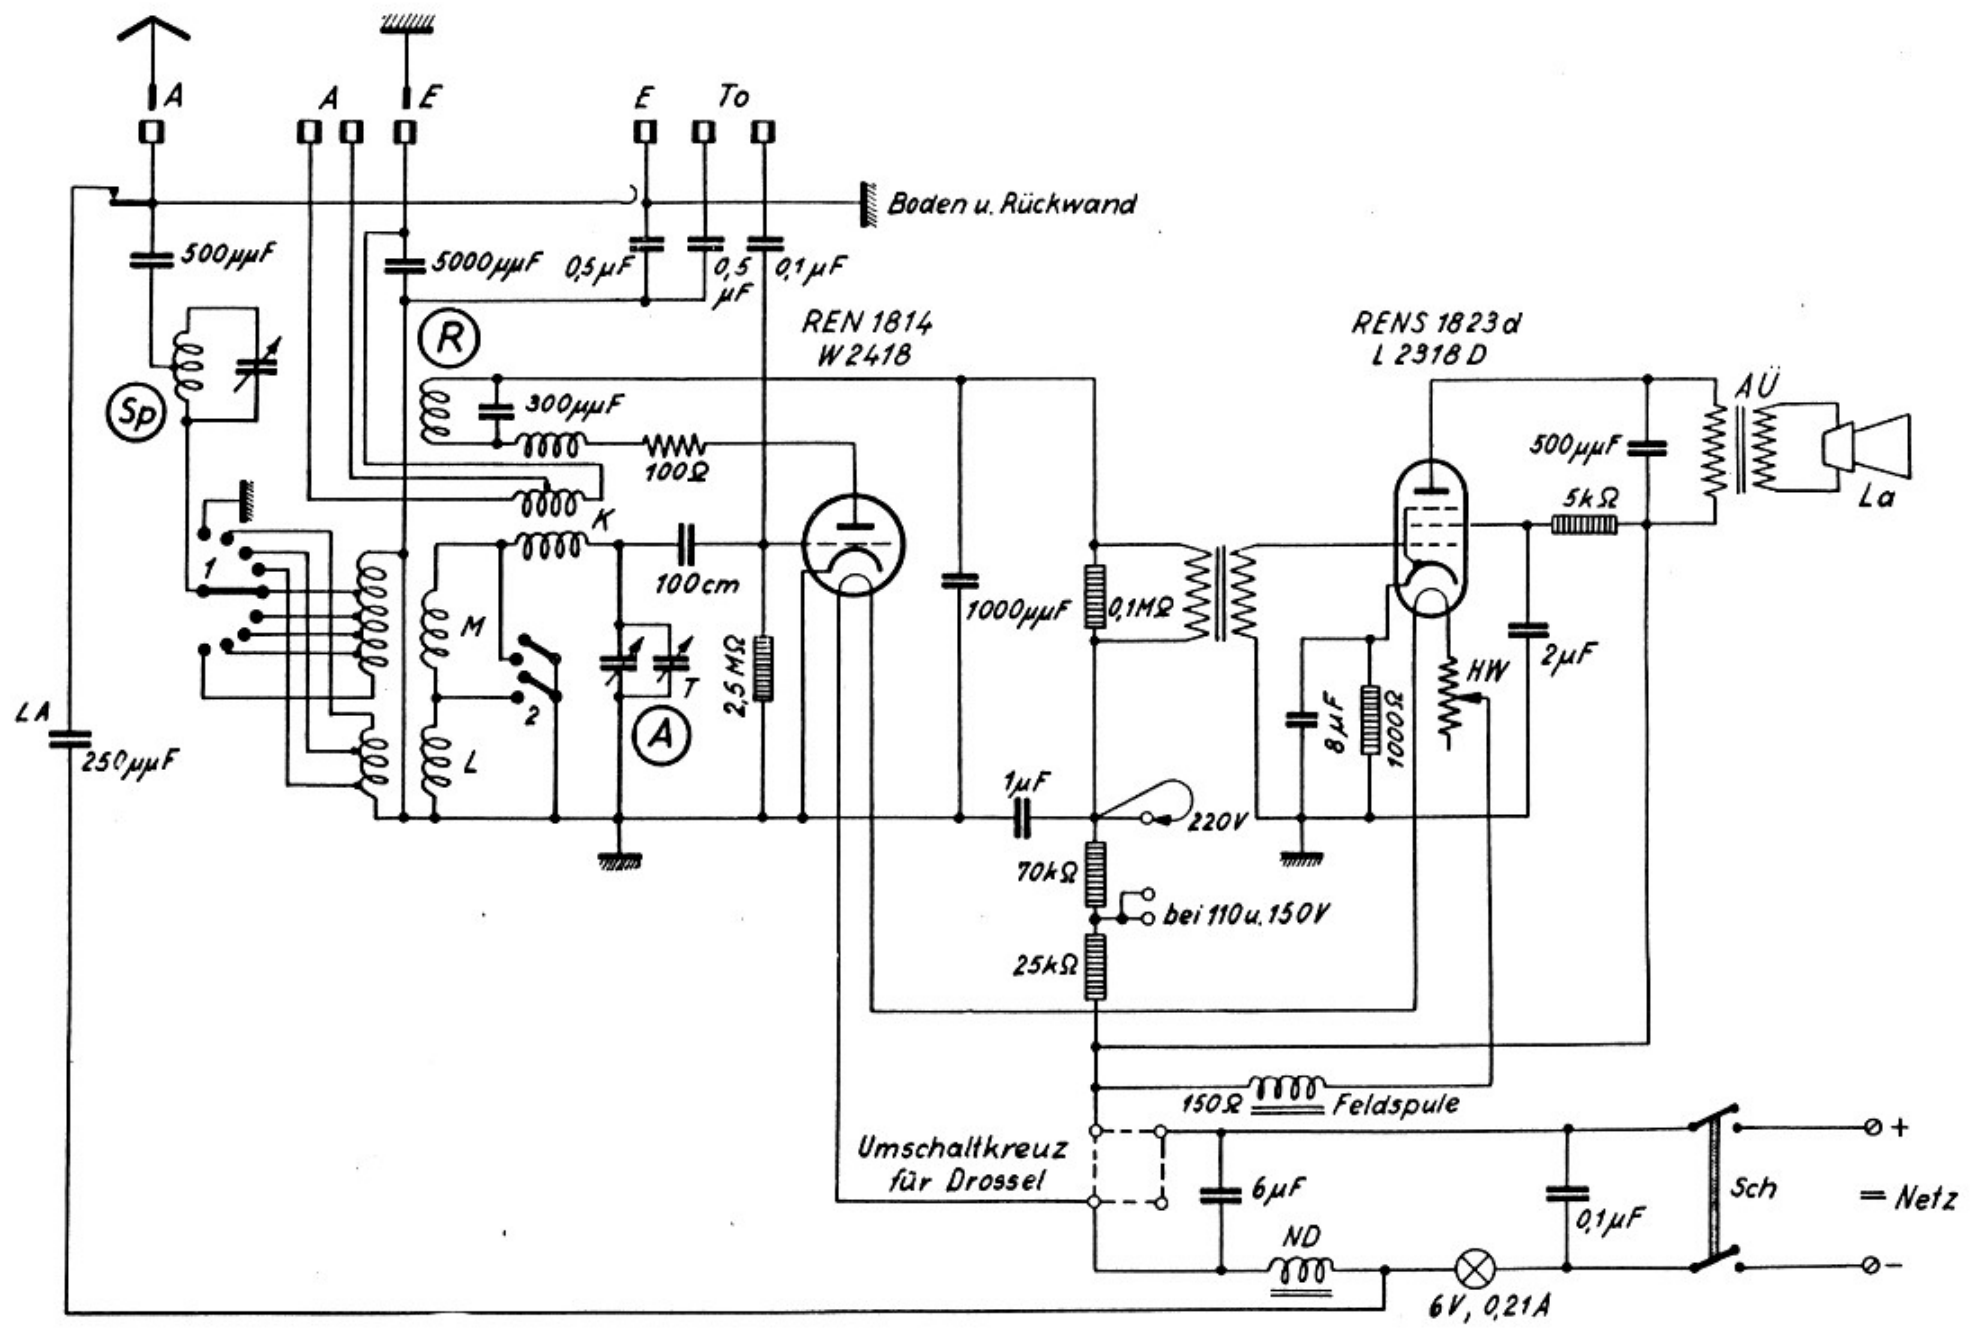 A
A
E
E
To
Boden u. Rückwand
500µµF
5000µµF
0,5µF
0,5
µF
0,1µF
R
REN 1814
W2418
RENS 1823d
L 2318 D
AÜ
Sp
300µµF
100Ω
500µµF
5kΩ
La
K
1
100cm
1000µµF
0,1MΩ
M
T
2
A
2,5MΩ
HW
2µF
8µF
1000Ω
LA
250µµF
L
1µF
220V
70kΩ
bei 110 u. 150V
25kΩ
150Ω
Feldspule
Umschaltkreuz
für Drossel
6µF
0,1µF
Sch
+
= Netz
-
ND
6V, 0,21A